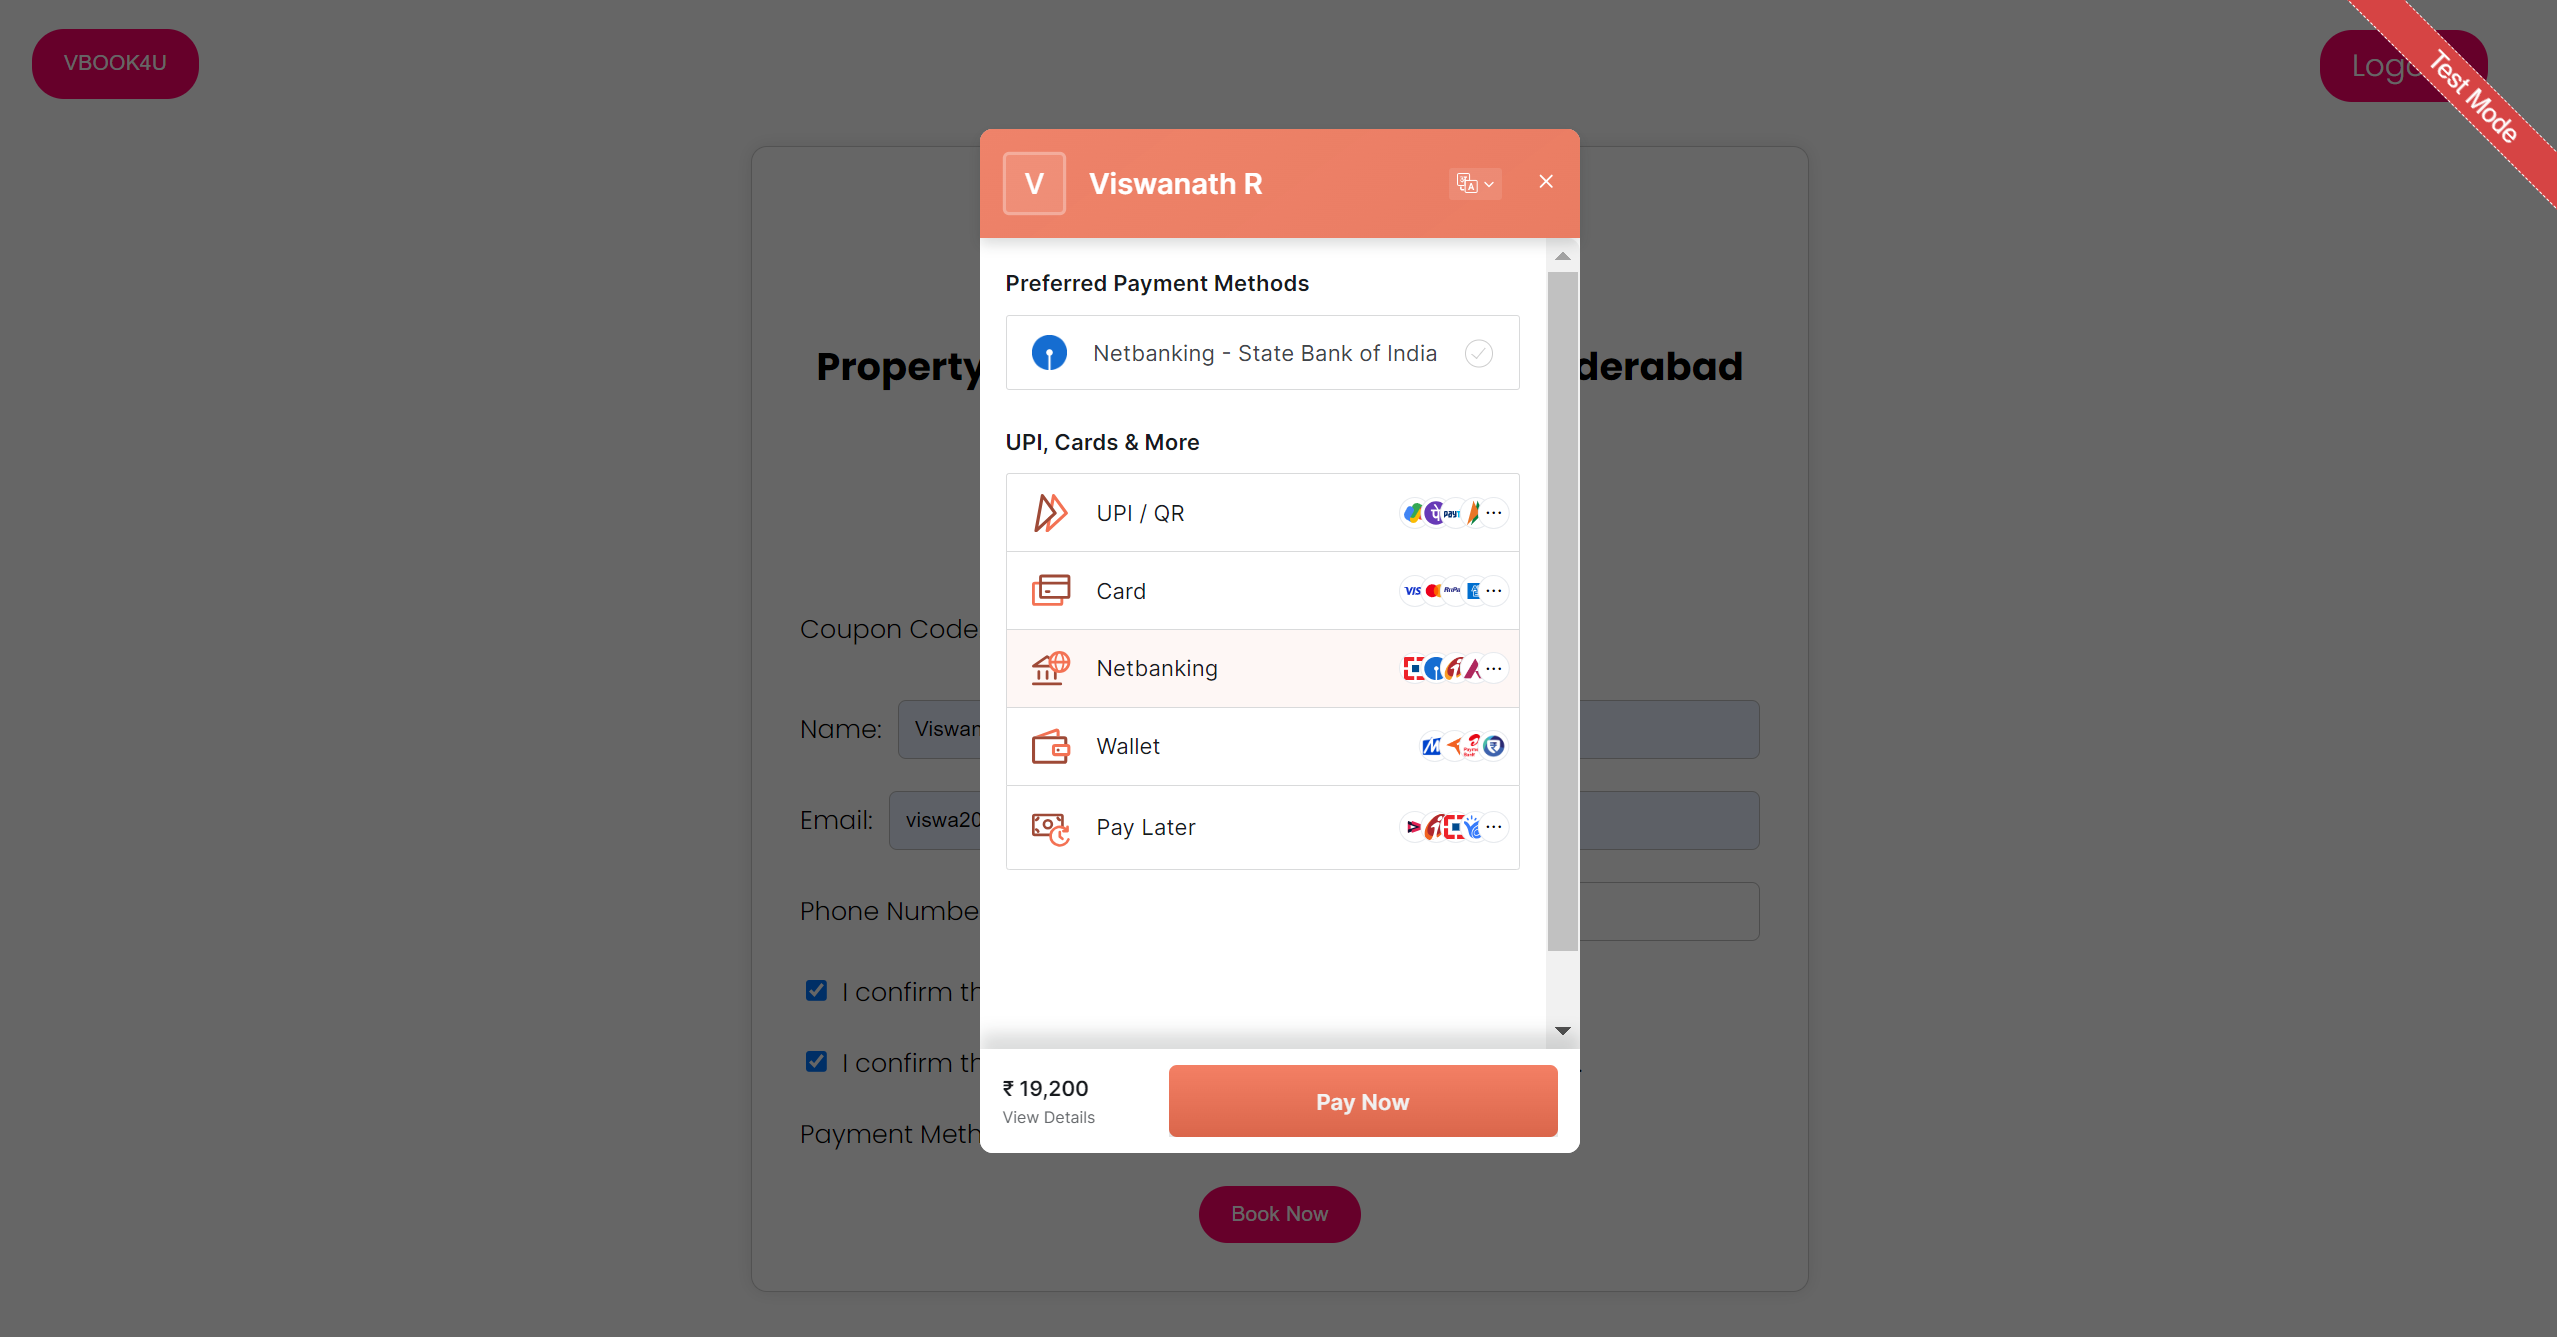 VBOOK4U
Test Mode
V
Viswanath R
Preferred Payment Methods
Netbanking - State Bank of India
UPI, Cards & More
UPI / QR
Card
Netbanking
Wallet
Pay Later
₹ 19,200
View Details
Pay Now
Property
derabad
Coupon Code
Name:
Viswan
Email:
viswa20
Phone Numbe
I confirm th
I confirm th
Payment Meth
Book Now